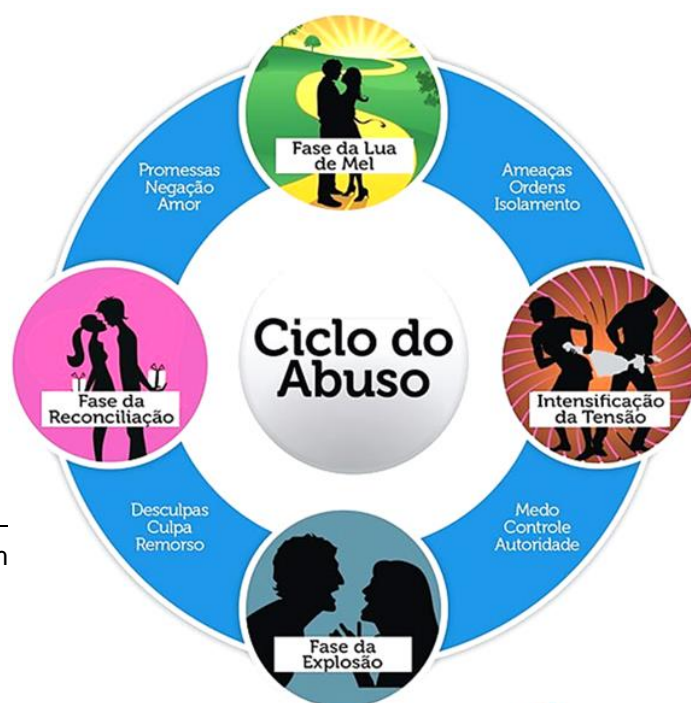 Fase da Lua
de Mel
Promessas
Negação
Amor
Ameaças
Ordens
Isolamento
Ciclo do
Abuso
Fase da
Reconciliação
Intensificação
da Tensão
Desculpas
Culpa
Remorso
Medo
Controle
Autoridade
Fase da
Explosão